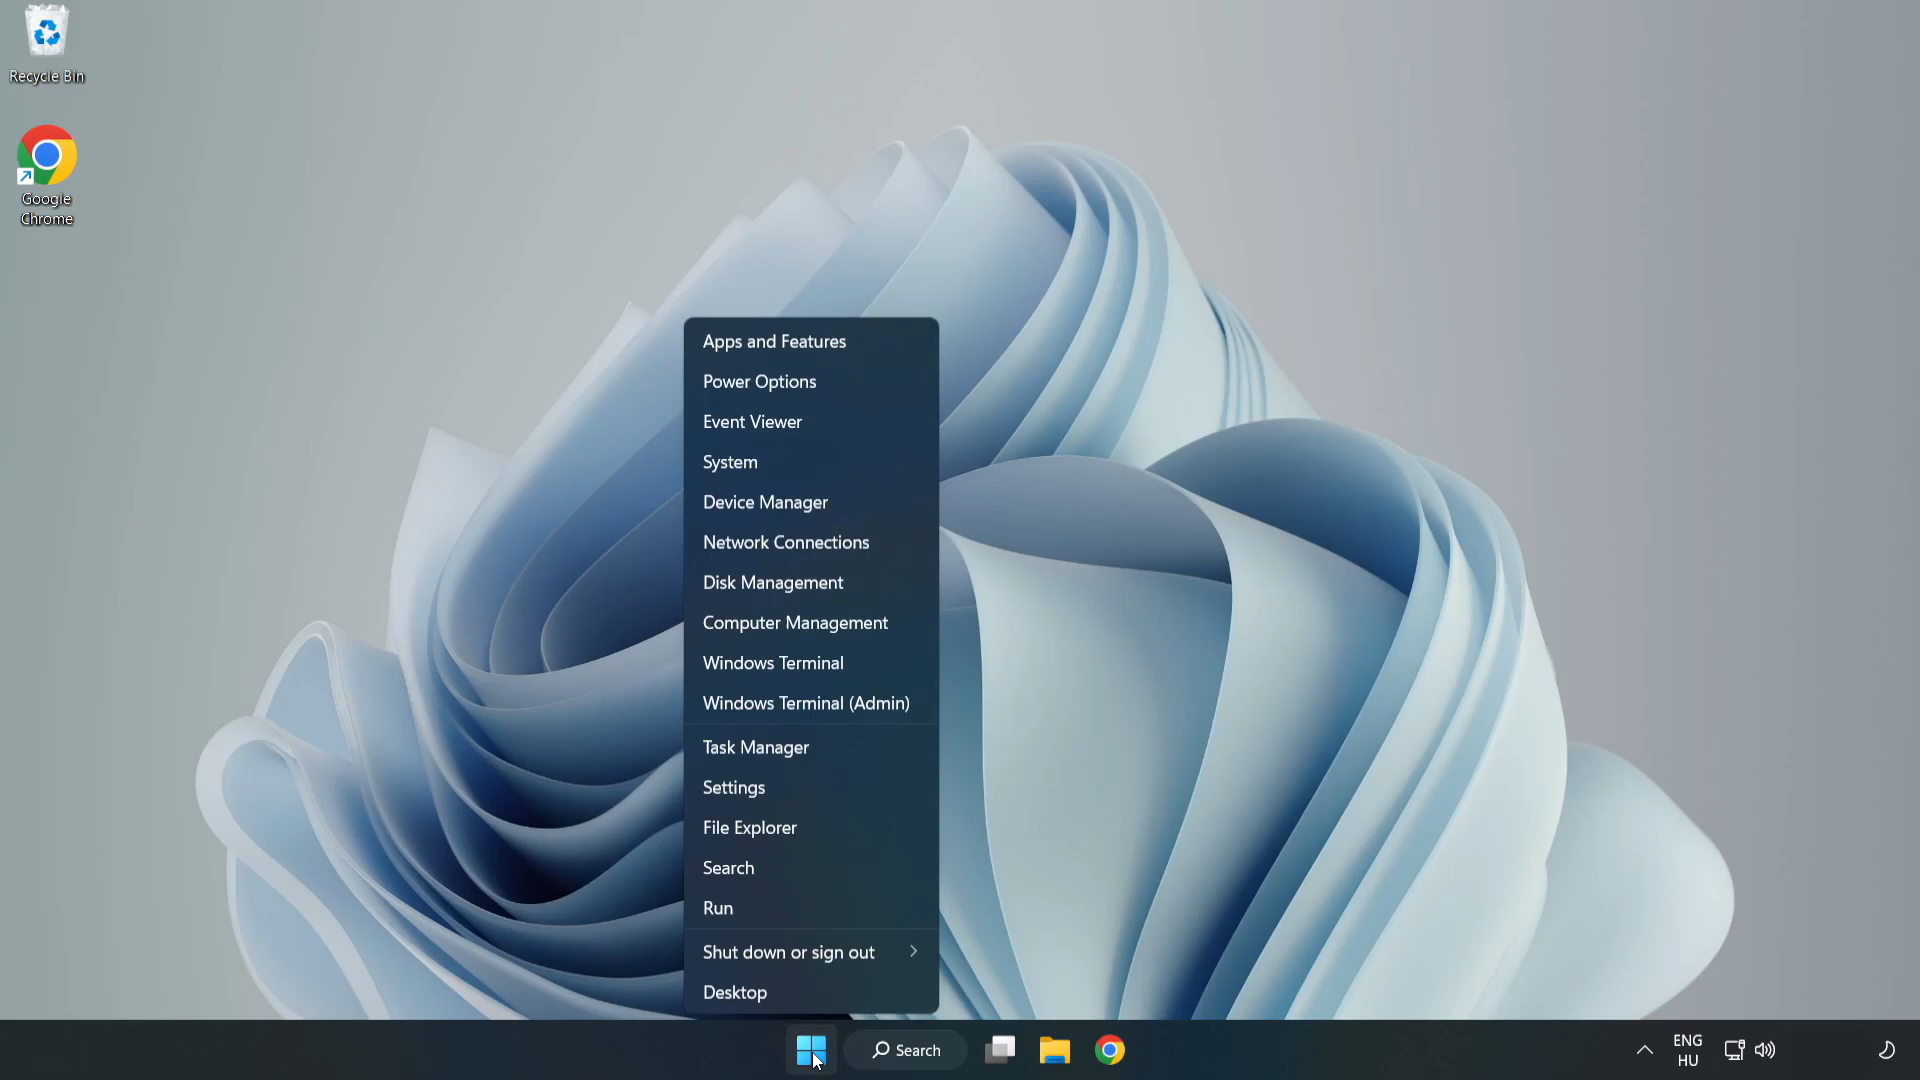 Recycle Bin
Google
Chrome
Apps and Features
Power Options
Event Viewer
System
Device Manager
Network Connections
Disk Management
Computer Management
Windows Terminal
Windows Terminal (Admin)
Task Manager
Settings
File Explorer
Search
Run
Shut down or sign out
Desktop
Search
ENG
HU